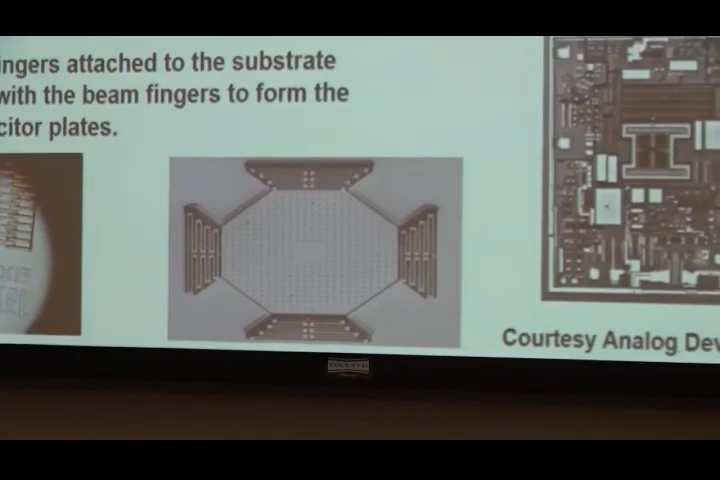 ingers attached to the substrate
with the beam fingers to form the
citor plates.
Courtesy Analog Dev